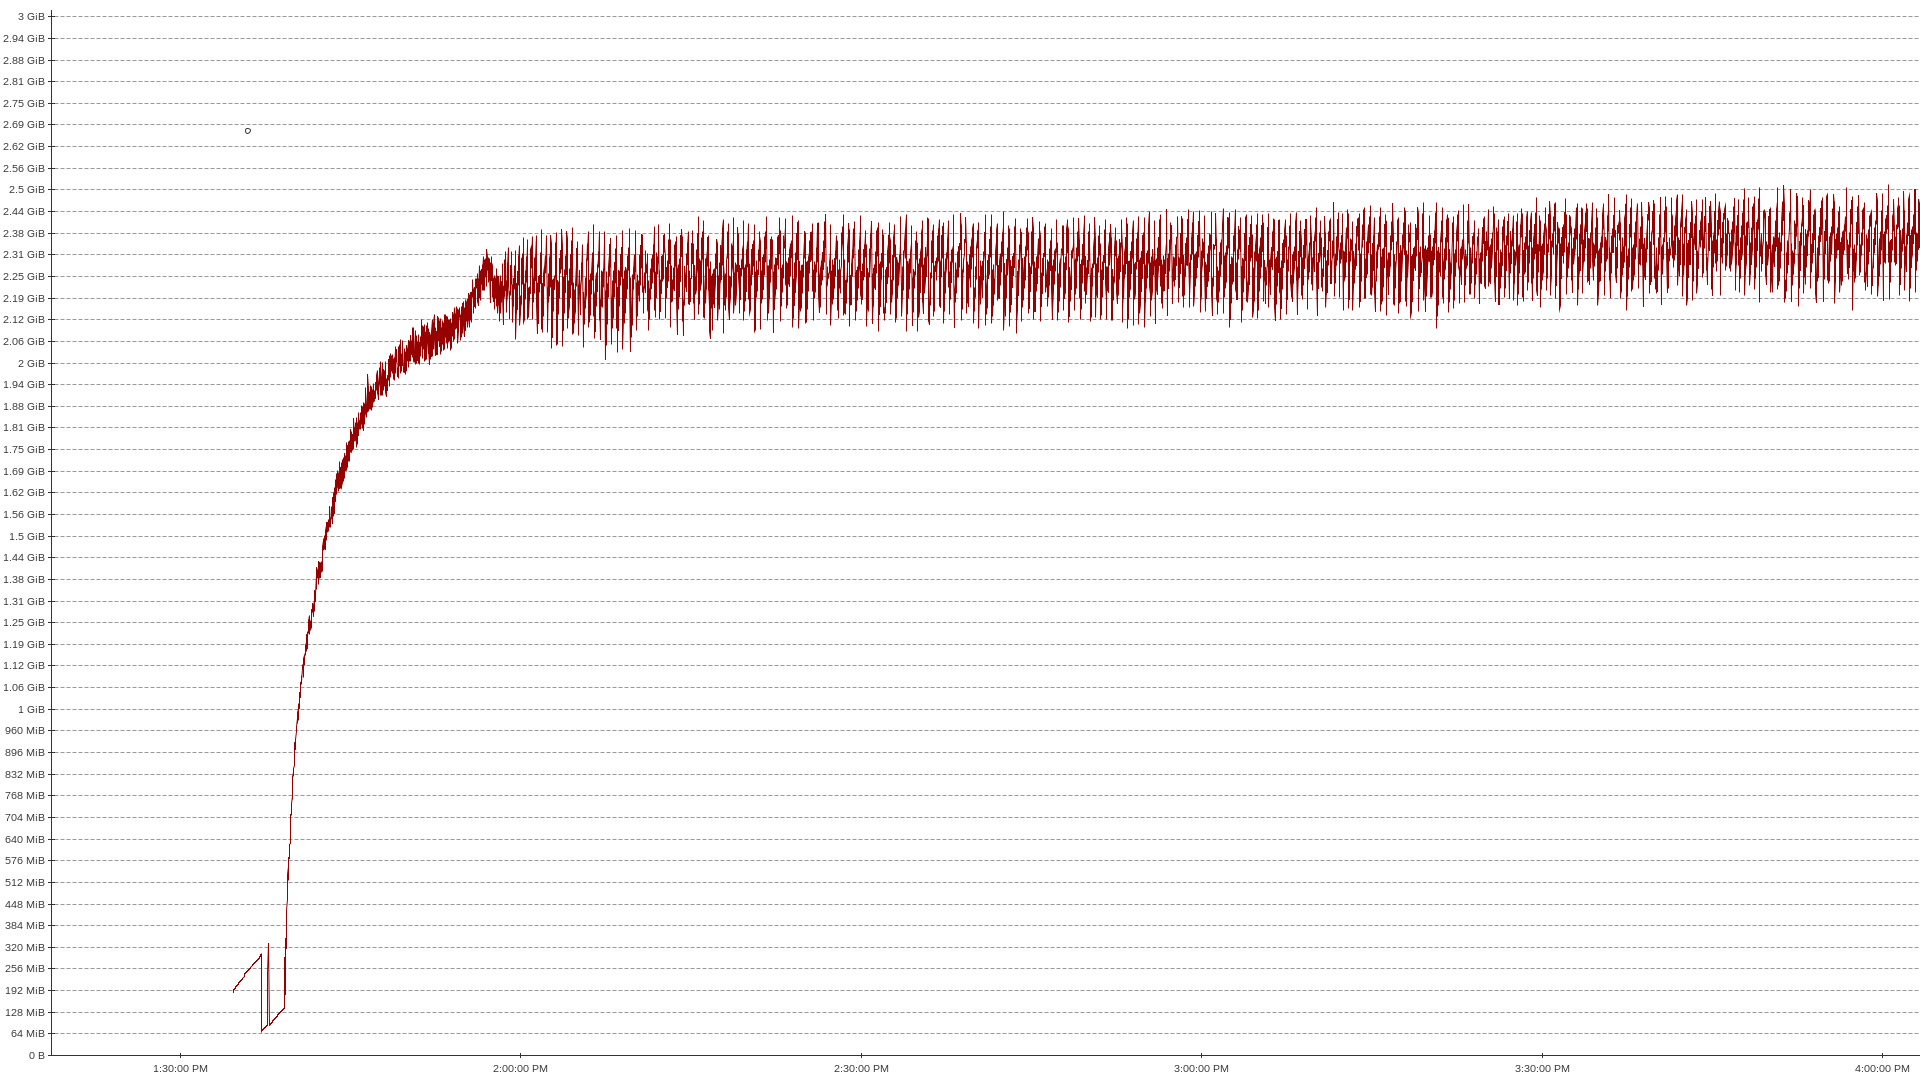 3 GiB
2.94 GiB
2.88 GiB
2.81 GiB
2.75 GiB
2.69 GiB
2.62 GiB
2.56 GiB
2.5 GiB
2.44 GiB
2.38 GiB
2.31 GiB
2.25 GiB
2.19 GiB
2.12 GiB
2.06 GiB
2 GiB
1.94 GiB
1.88 GiB
1.81 GiB
1.75 GiB
1.69 GiB
1.62 GiB
1.56 GiB
1.5 GiB
1.44 GiB
1.38 GiB
1.31 GiB
1.25 GiB
1.19 GiB
1.12 GiB
1.06 GiB
1 GiB
960 MiB
896 MiB
832 MiB
768 MiB
704 MiB
640 MiB
576 MiB
512 MiB
448 MiB
384 MiB
320 MiB
256 MiB
192 MiB
128 MiB
64 MiB
0 B
1:30:00 PM 2:00:00 PM 2:30:00 PM 3:00:00 PM 3:30:00 PM 4:00:00 PM